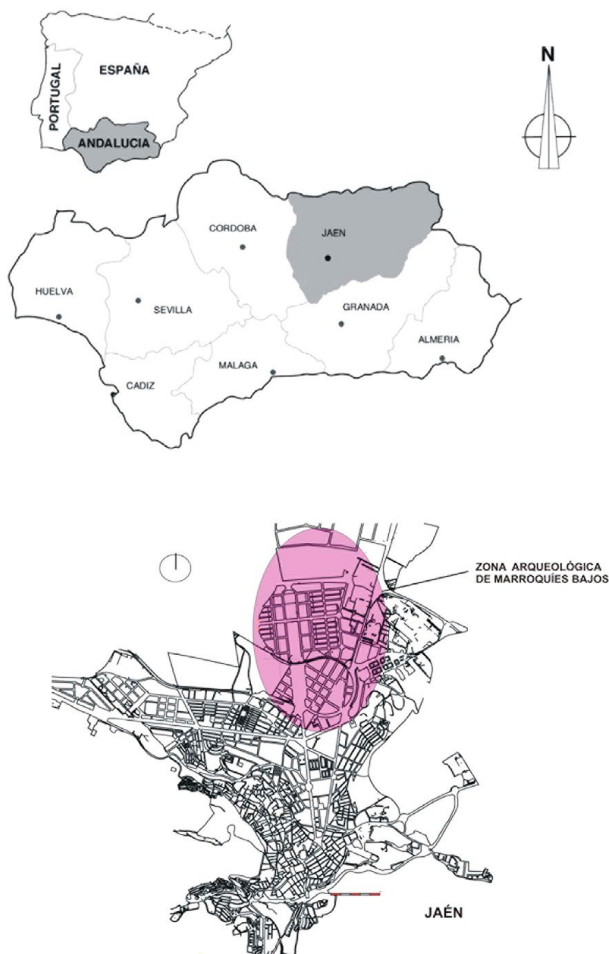 ESPAÑA
PORTUGAL
ANDALUCIA
N
CORDOBA
JAEN
HUELVA
SEVILLA
GRANADA
ALMERIA
MALAGA
CADIZ
ZONA ARQUEOLÓGICA
DE MARROQUÍES BAJOS
JAÉN